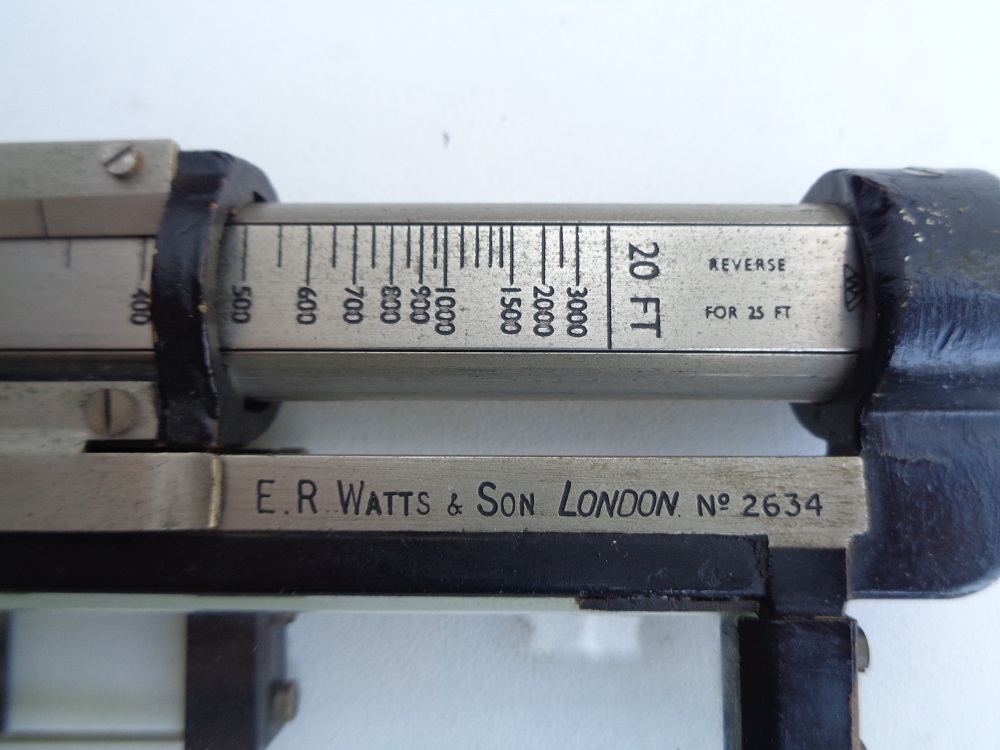 400 500 600 700 800 900 1000 1500 2000 3000 20 FT
REVERSE
FOR 25 FT
E.R. WATTS & SON LONDON. Nº 2634